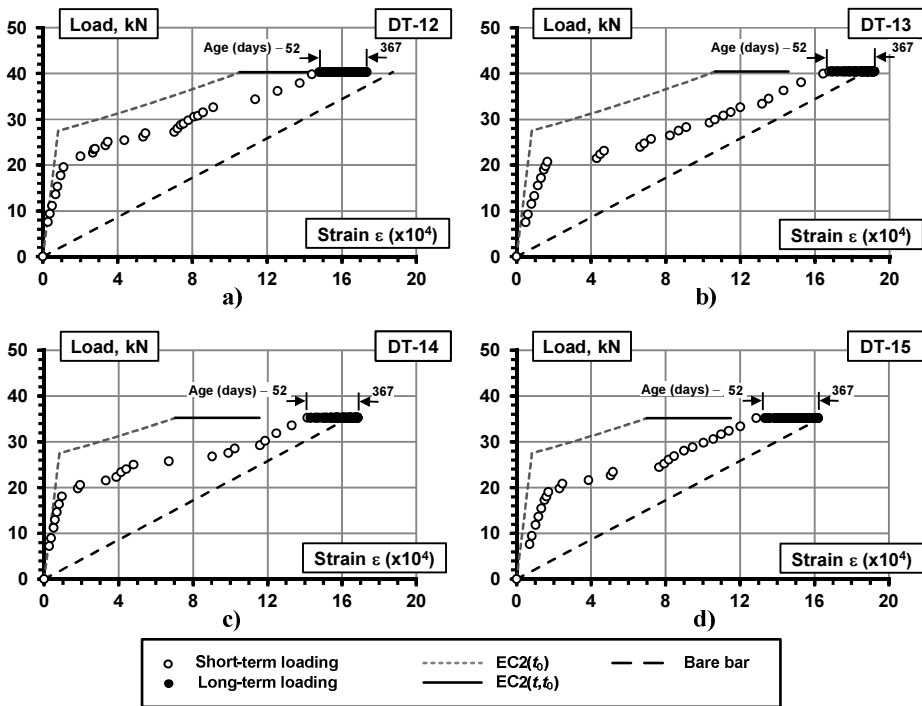 50 Load, kN DT-12
Age (days) – 52 367
40
30
20
10
0
Strain ε (x10⁴)
0 4 8 12 16 20
a)
50 Load, kN DT-13
Age (days) – 52 367
40
30
20
10
0
Strain ε (x10⁴)
0 4 8 12 16 20
b)
50 Load, kN DT-14
Age (days) – 52 367
40
30
20
10
0
Strain ε (x10⁴)
0 4 8 12 16 20
c)
50 Load, kN DT-15
Age (days) – 52 367
40
30
20
10
0
Strain ε (x10⁴)
0 4 8 12 16 20
d)
Short-term loading EC2(t₀) Bare bar
Long-term loading EC2(t,t₀)